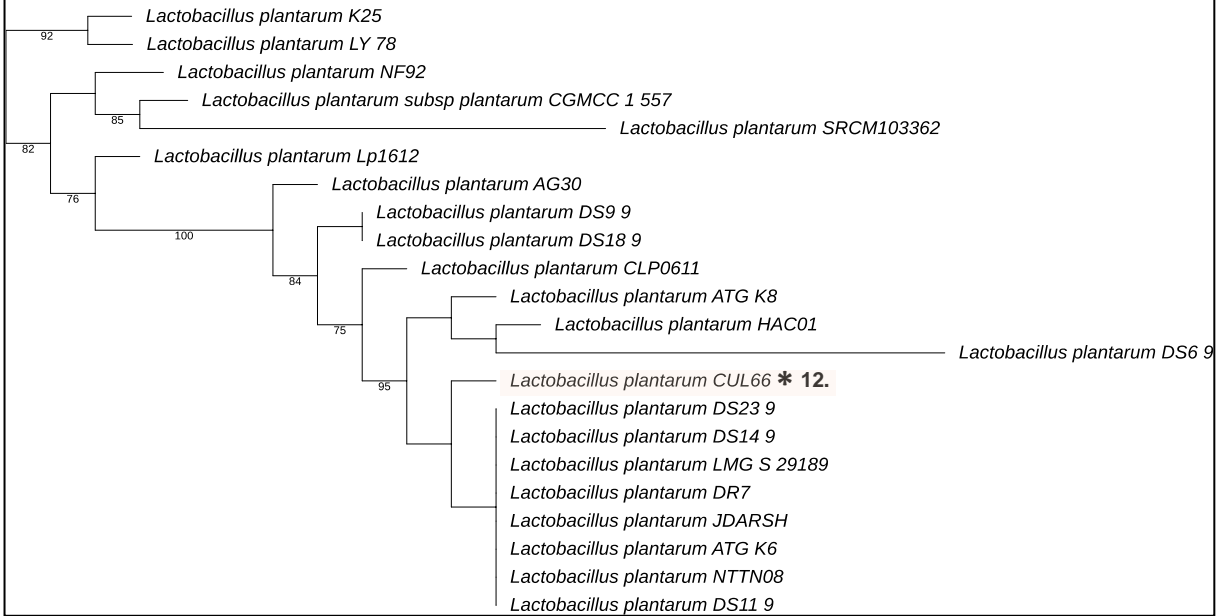 Lactobacillus plantarum K25
92
Lactobacillus plantarum LY 78
Lactobacillus plantarum NF92
Lactobacillus plantarum subsp plantarum CGMCC 1 557
85
Lactobacillus plantarum SRCM103362
82
Lactobacillus plantarum Lp1612
Lactobacillus plantarum AG30
76
Lactobacillus plantarum DS9 9
100
Lactobacillus plantarum DS18 9
Lactobacillus plantarum CLP0611
84
Lactobacillus plantarum ATG K8
Lactobacillus plantarum HAC01
75
Lactobacillus plantarum DS6 9
Lactobacillus plantarum CUL66 * 12.
95
Lactobacillus plantarum DS23 9
Lactobacillus plantarum DS14 9
Lactobacillus plantarum LMG S 29189
Lactobacillus plantarum DR7
Lactobacillus plantarum JDARSH
Lactobacillus plantarum ATG K6
Lactobacillus plantarum NTTN08
Lactobacillus plantarum DS11 9